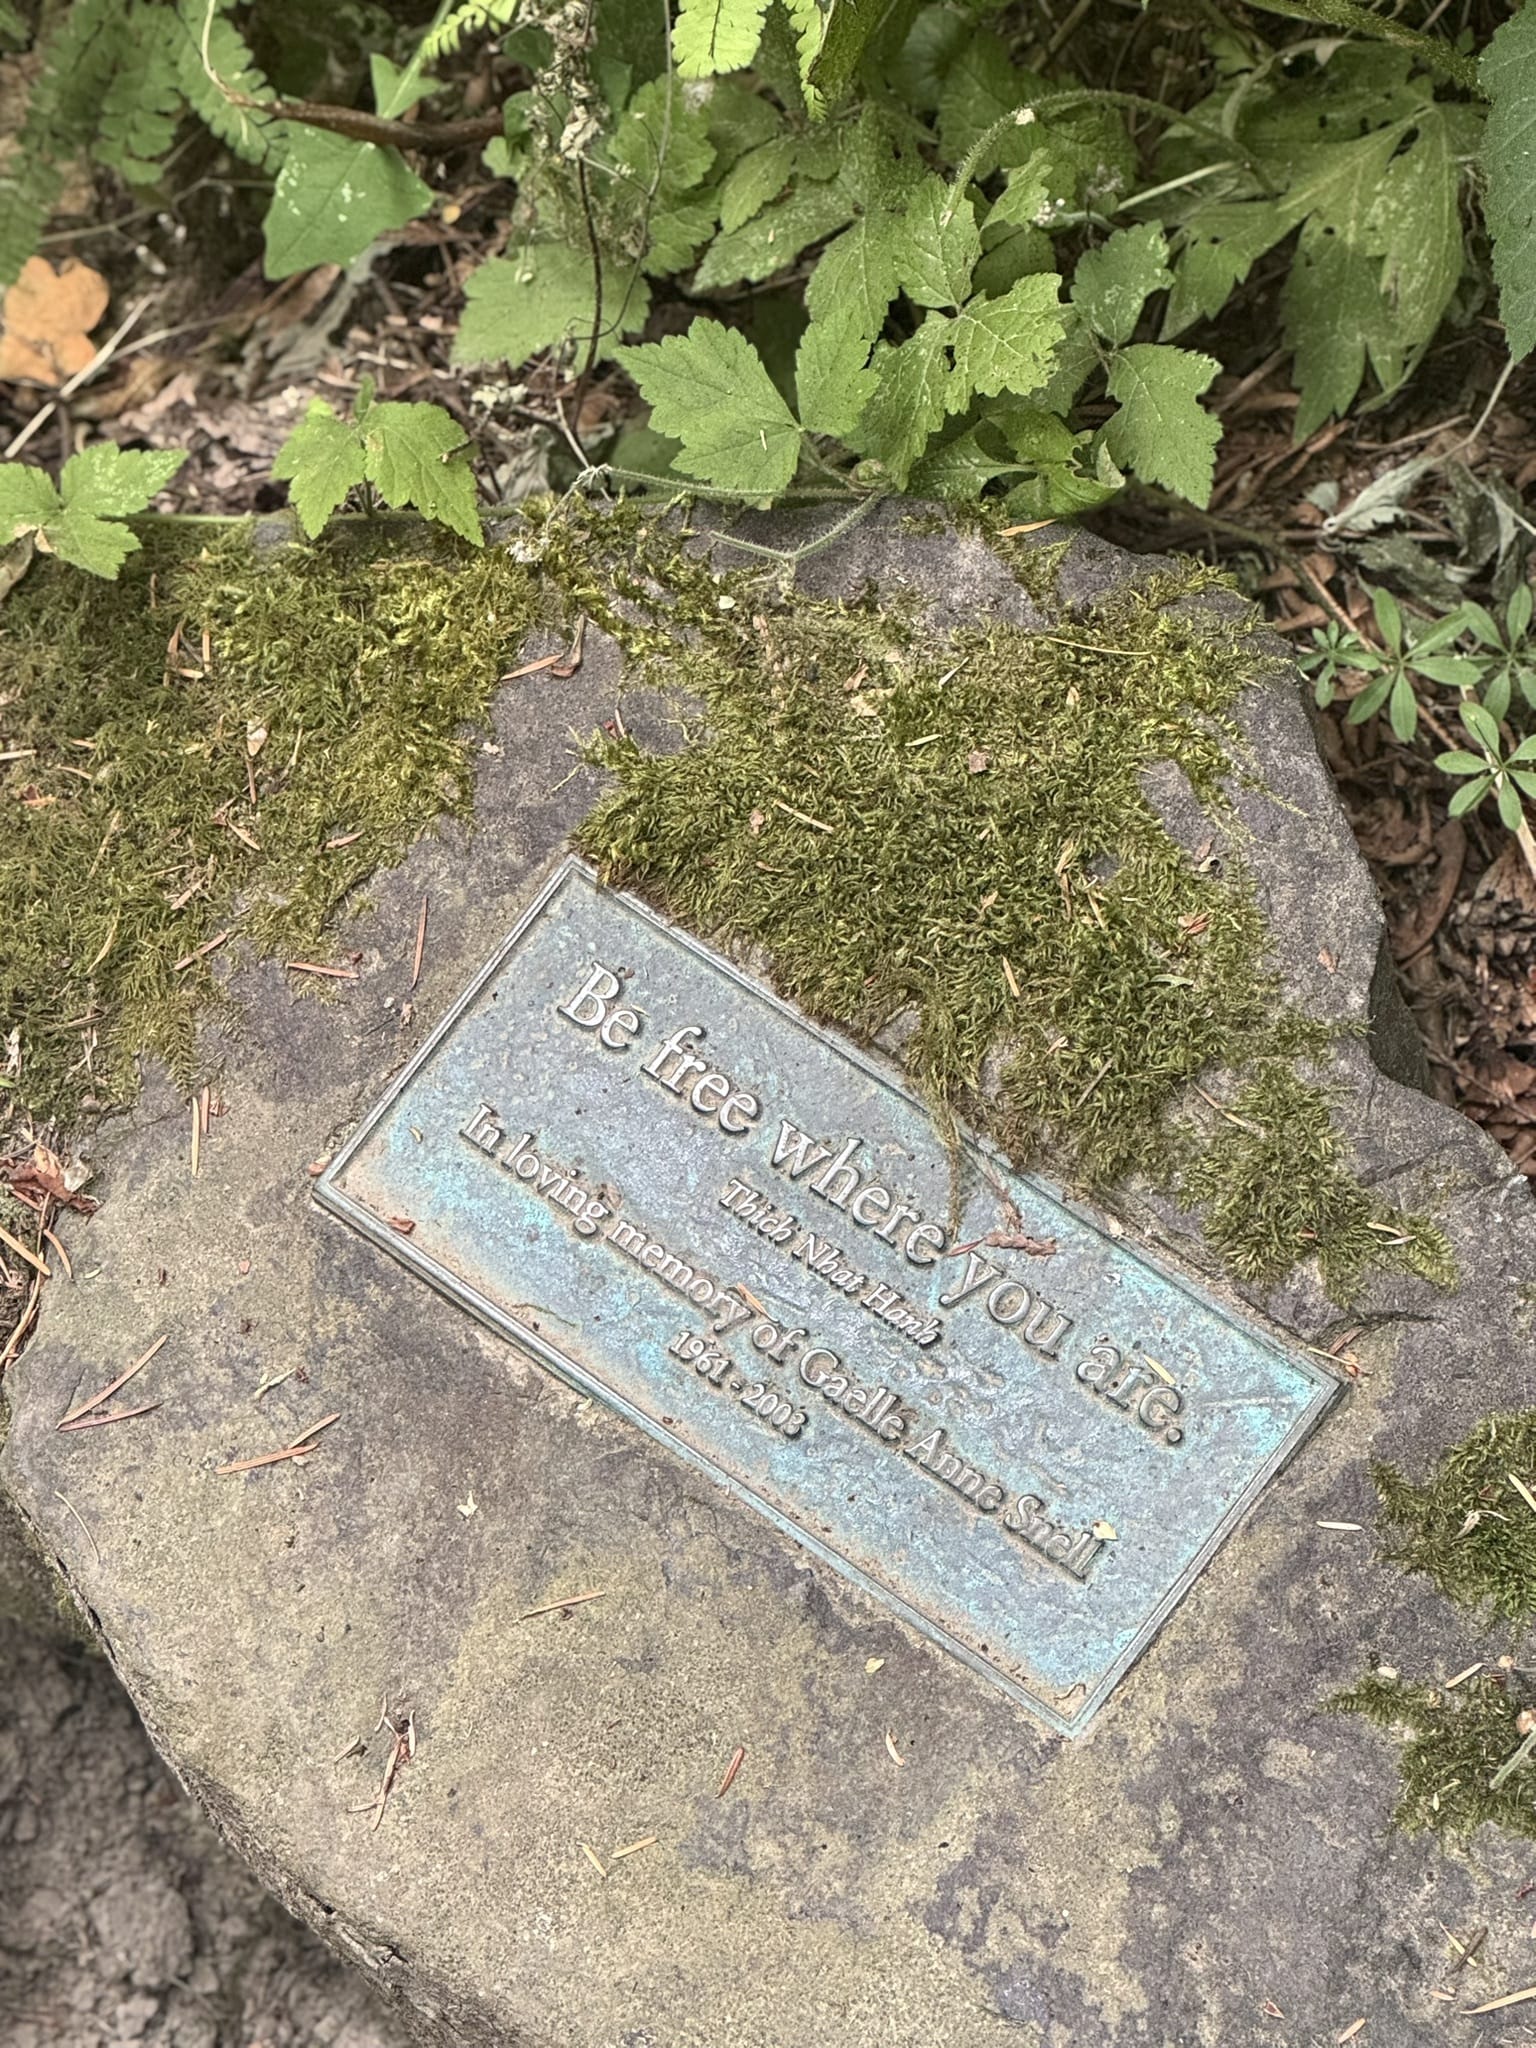 Be free where you are.
Thich Nhat Hanh
In loving memory of Gaelle Anne Snell
1961 - 2003